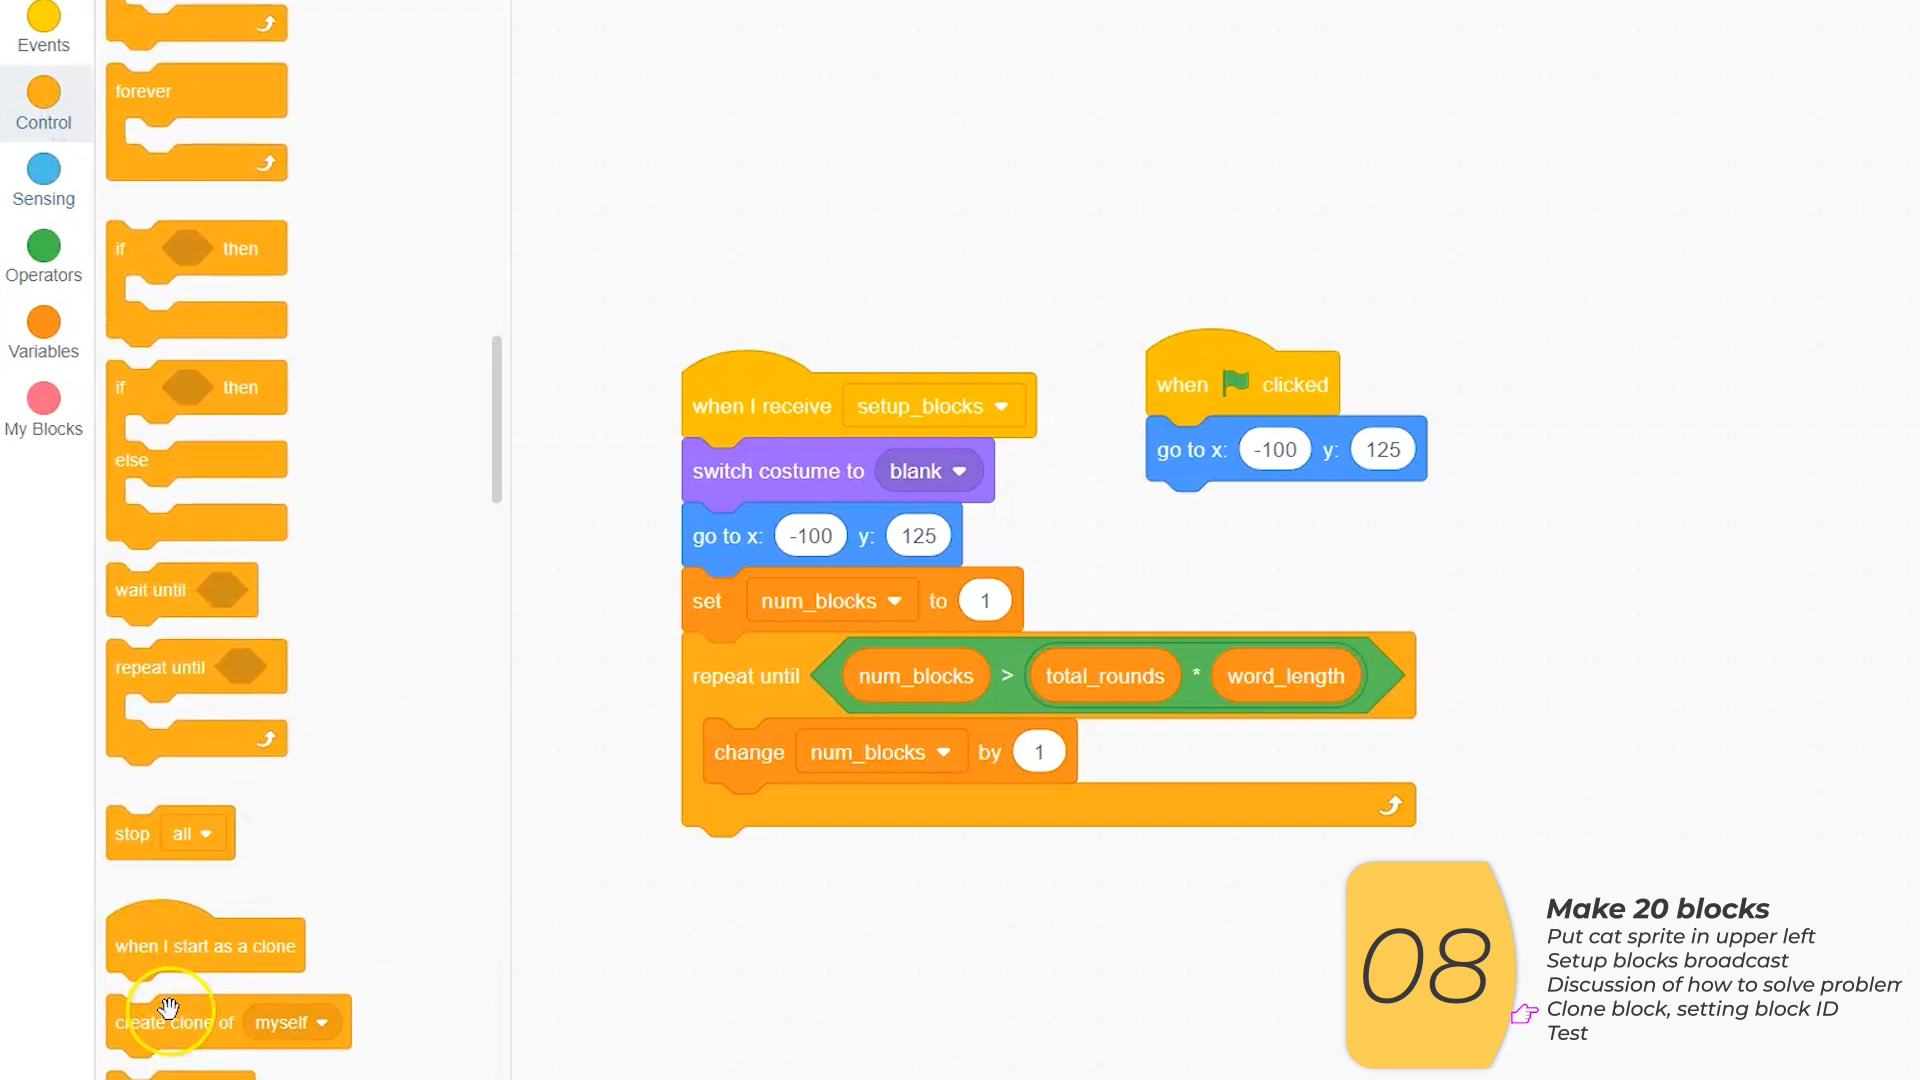 Events
Control
Sensing
Operators
Variables
My Blocks
forever
if then
if then
else
wait until
repeat until
stop all
when I start as a clone
create clone of myself
when I receive setup_blocks
switch costume to blank
go to x: -100 y: 125
set num_blocks to 1
repeat until num_blocks > total_rounds * word_length
change num_blocks by 1
when clicked
go to x: -100 y: 125
08
Make 20 blocks
Put cat sprite in upper left
Setup blocks broadcast
Discussion of how to solve problem
Clone block, setting block ID
Test